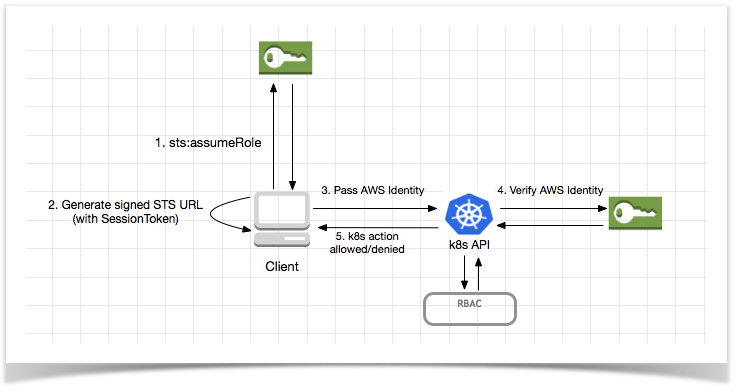 1. sts:assumeRole
2. Generate signed STS URL
(with SessionToken)
3. Pass AWS Identity
4. Verify AWS Identity
5. k8s action
allowed/denied
k8s API
Client
RBAC